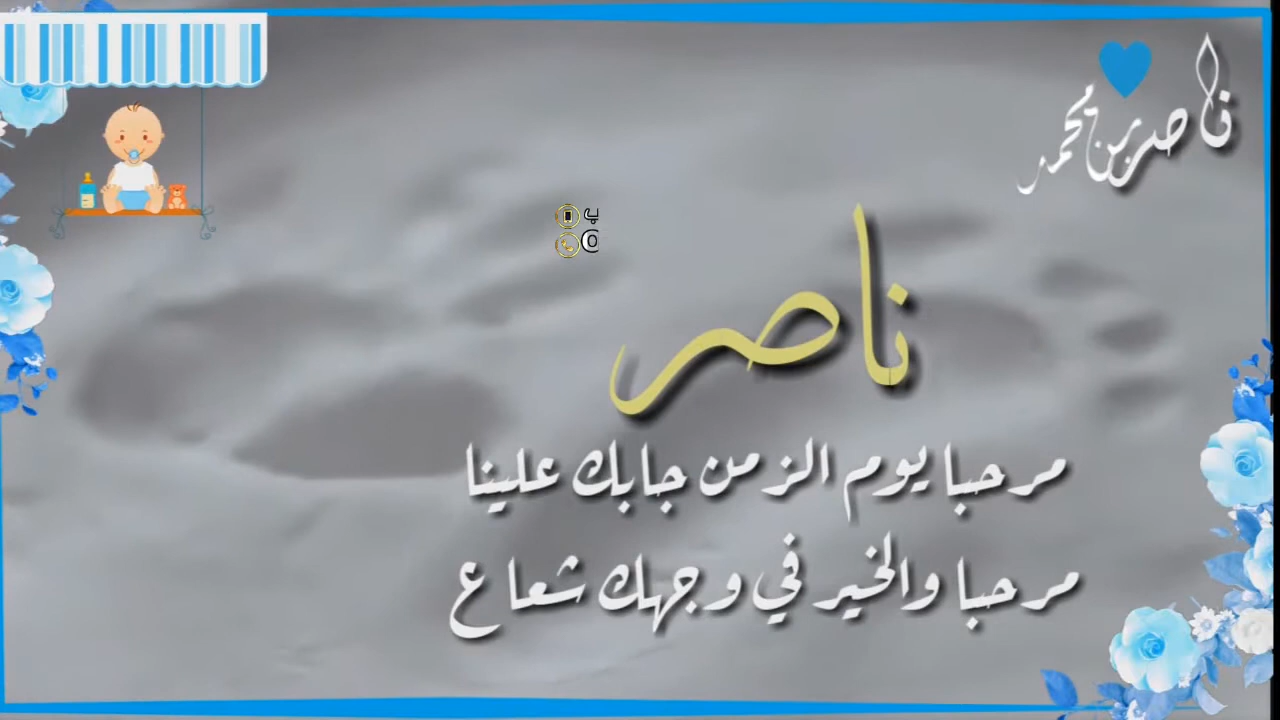 ناصر بن محمد
ناصر
مرحبا يوم الزمن جابك علينا
مرحبا والخير في وجهك شعاع